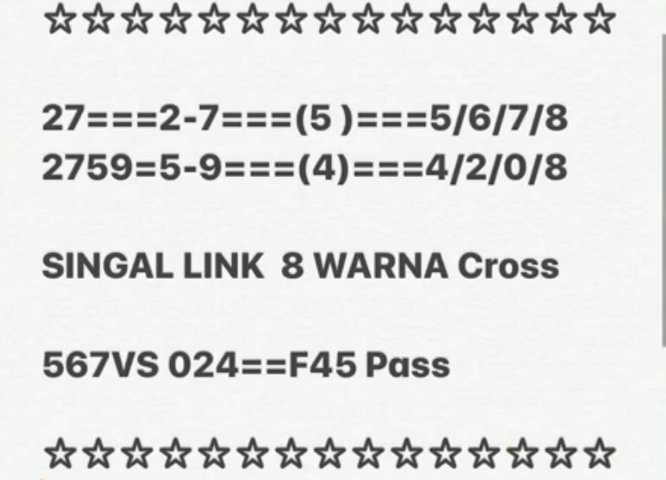 ☆☆☆☆☆☆☆☆☆☆☆☆☆☆☆
27===2-7===(5 )===5/6/7/8
2759=5-9===(4)===4/2/0/8
SINGAL LINK  8 WARNA Cross
567VS 024==F45 Pass
☆☆☆☆☆☆☆☆☆☆☆☆☆☆☆